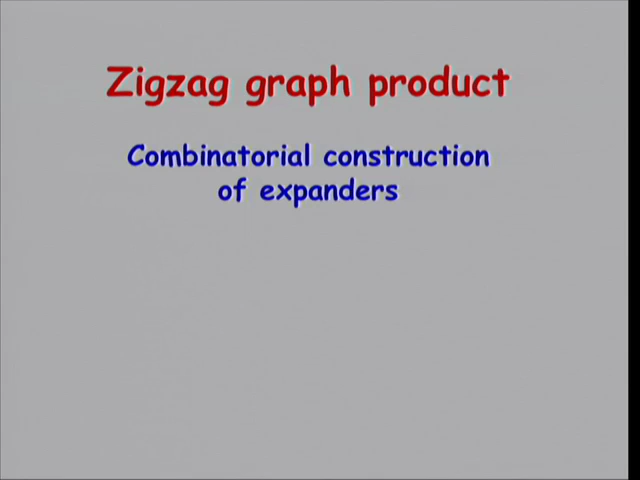 Zigzag graph product
Combinatorial construction
of expanders